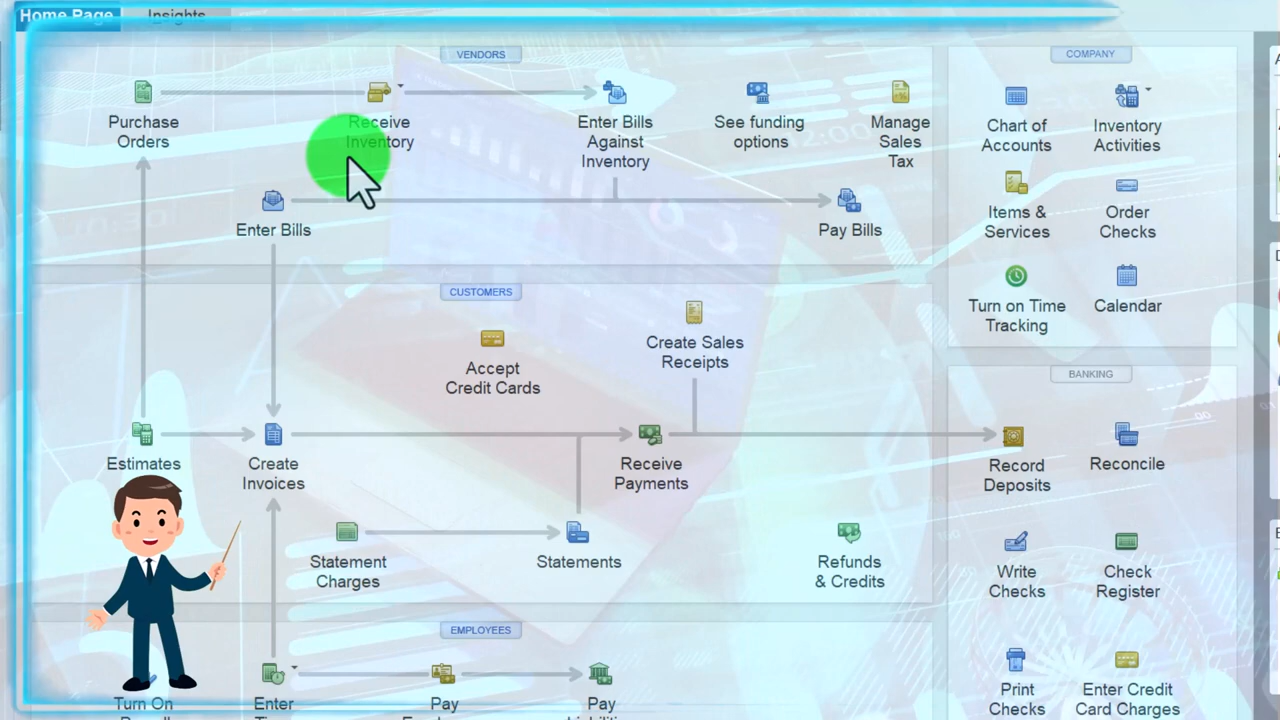 Home Page
Insights
VENDORS
Purchase
Orders
Receive
Inventory
Enter Bills
Against
Inventory
See funding
options
Manage
Sales
Tax
Enter Bills
Pay Bills
CUSTOMERS
Accept
Credit Cards
Create Sales
Receipts
Estimates
Create
Invoices
Receive
Payments
Statement
Charges
Statements
Refunds
& Credits
EMPLOYEES
Turn On
Enter
Pay
Pay
COMPANY
Chart of
Accounts
Inventory
Activities
Items &
Services
Order
Checks
Turn on Time
Tracking
Calendar
BANKING
Record
Deposits
Reconcile
Write
Checks
Check
Register
Print
Checks
Enter Credit
Card Charges